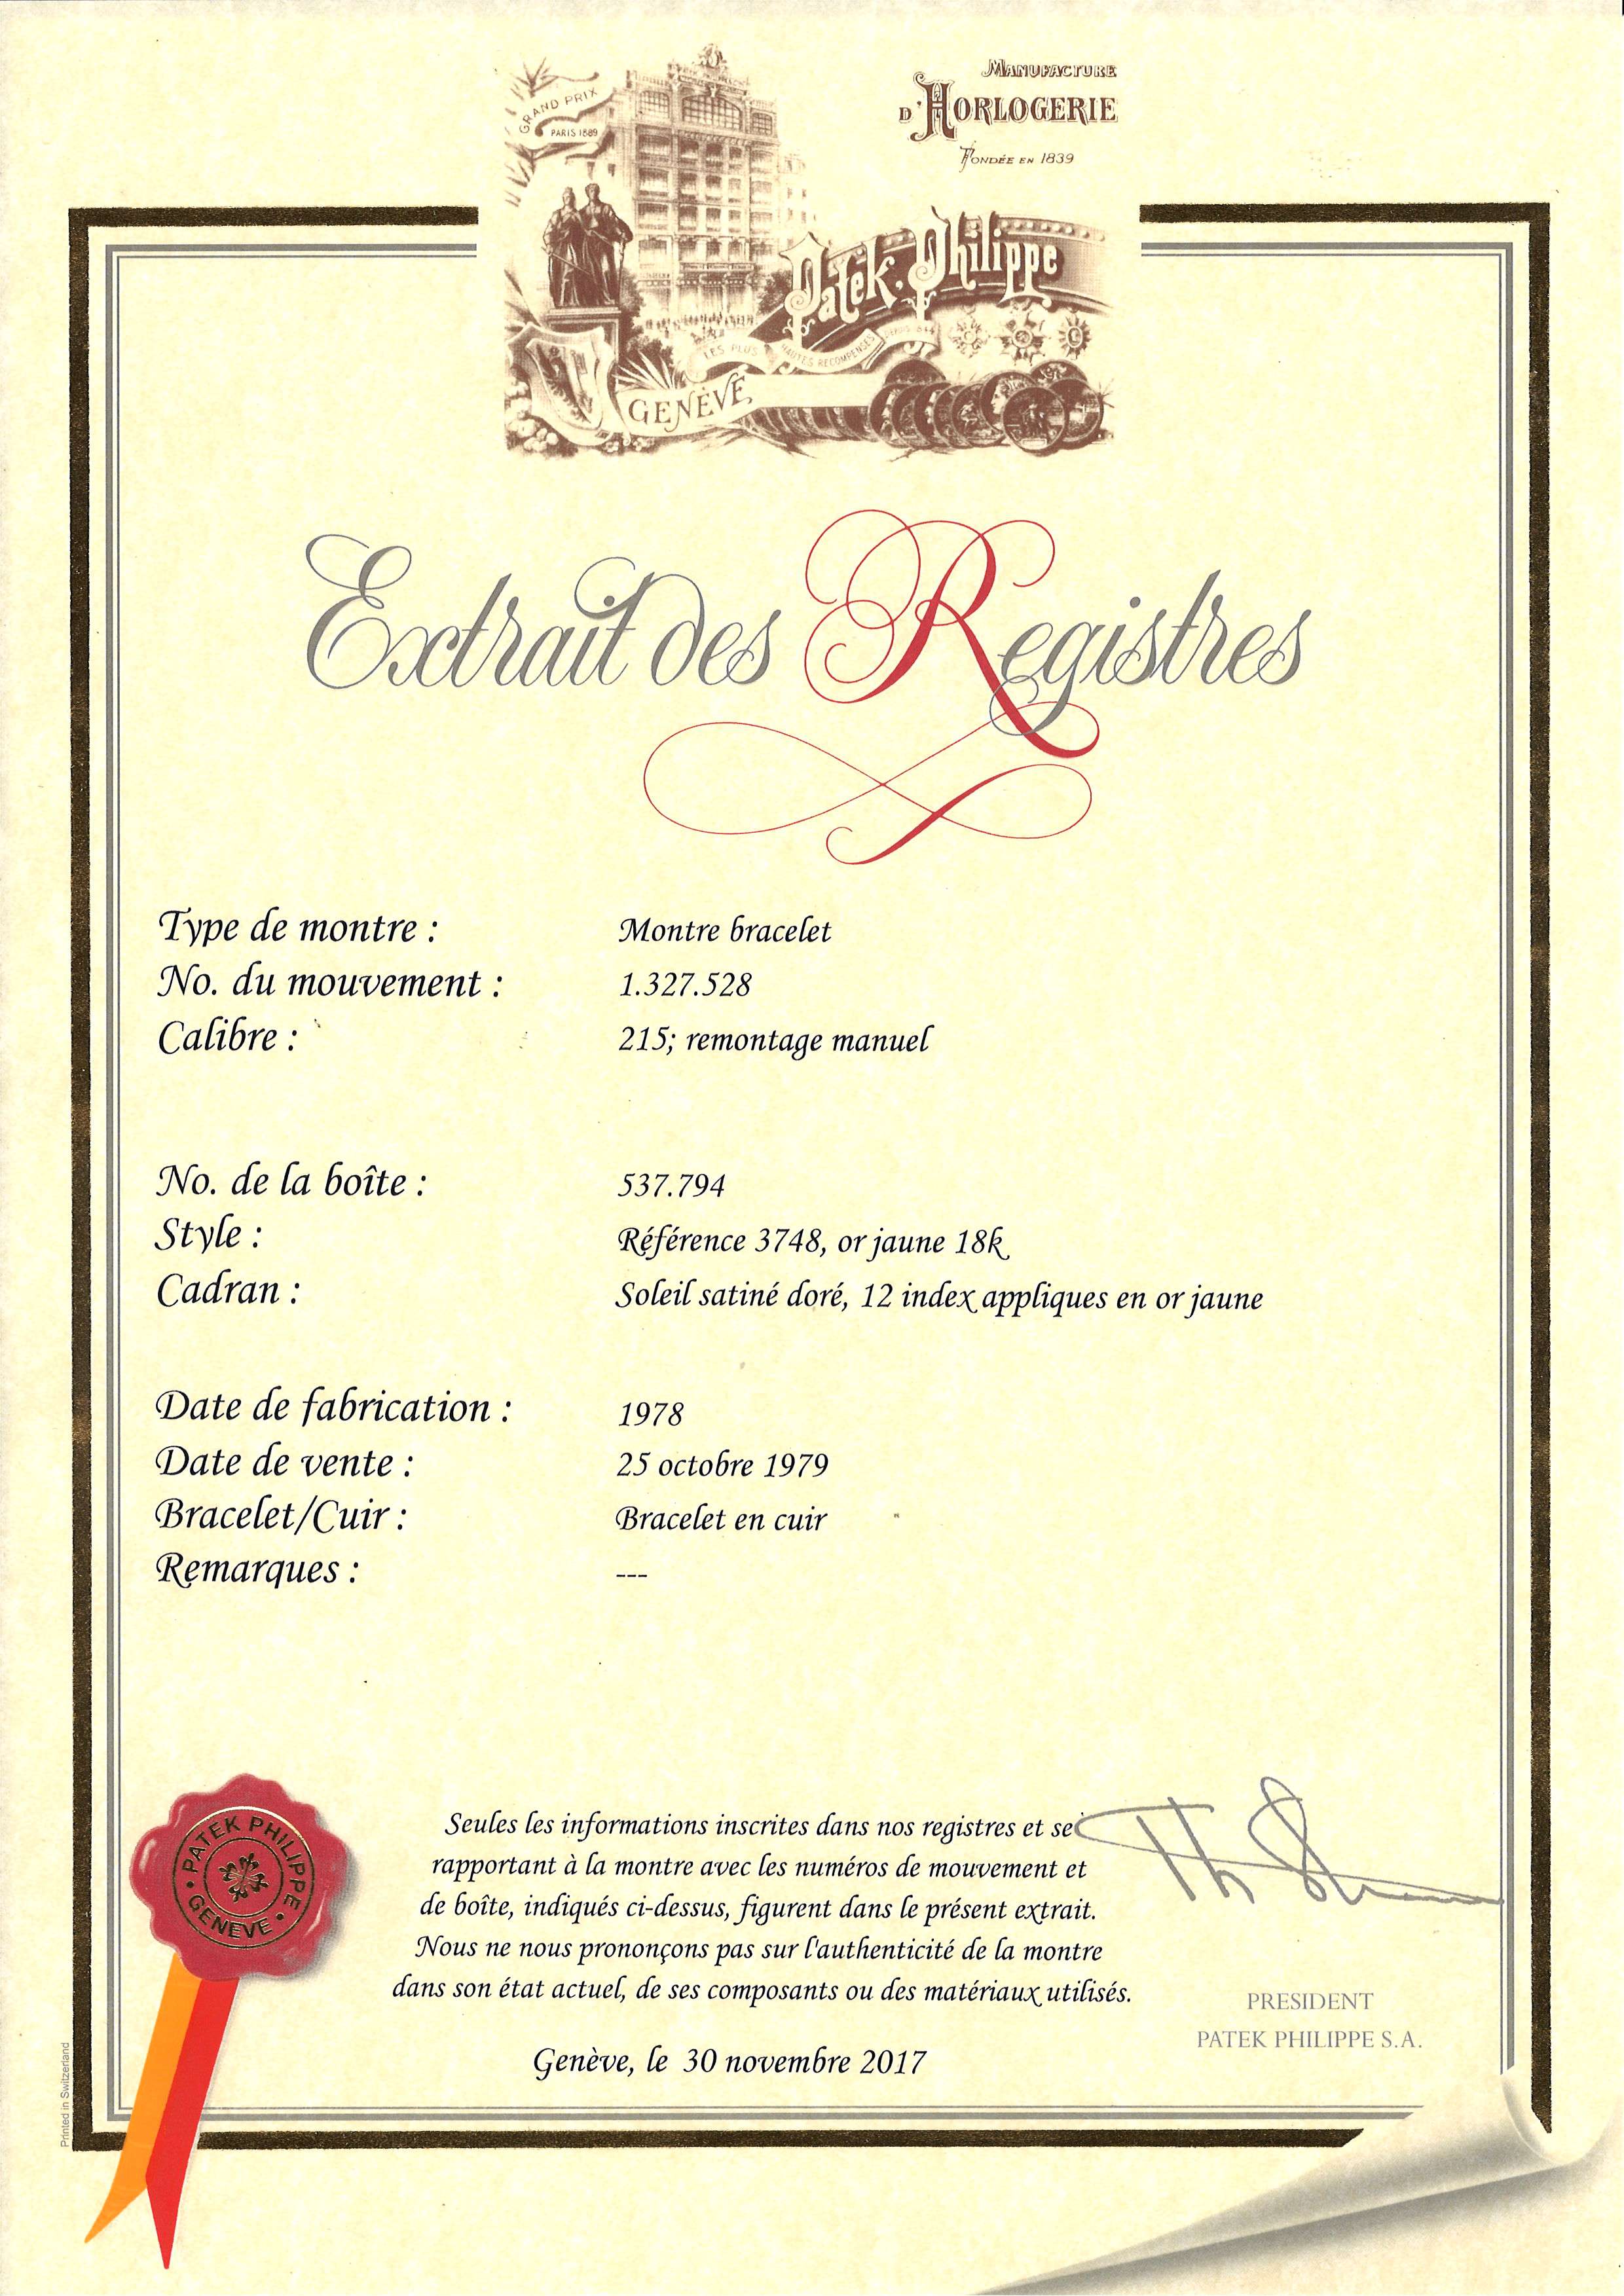 MANUFACTURE
D'HORLOGERIE
FONDÉE EN 1839
GRAND PRIX
PARIS 1889
Patek. Philippe
LES PLUS HAUTES RECOMPENSES
GENÈVE
Extrait des Registres
Type de montre : Montre bracelet
No. du mouvement : 1.327.528
Calibre : 215; remontage manuel
No. de la boîte : 537.794
Style : Référence 3748, or jaune 18k
Cadran : Soleil satiné doré, 12 index appliques en or jaune
Date de fabrication : 1978
Date de vente : 25 octobre 1979
Bracelet/Cuir : Bracelet en cuir
Remarques : ---
Seules les informations inscrites dans nos registres et se
rapportant à la montre avec les numéros de mouvement et
de boîte, indiqués ci-dessus, figurent dans le présent extrait.
Nous ne nous prononçons pas sur l'authenticité de la montre
dans son état actuel, de ses composants ou des matériaux utilisés.
Genève, le 30 novembre 2017
PRESIDENT
PATEK PHILIPPE S.A.
PATEK PHILIPPE
GENEVE
Printed in Switzerland